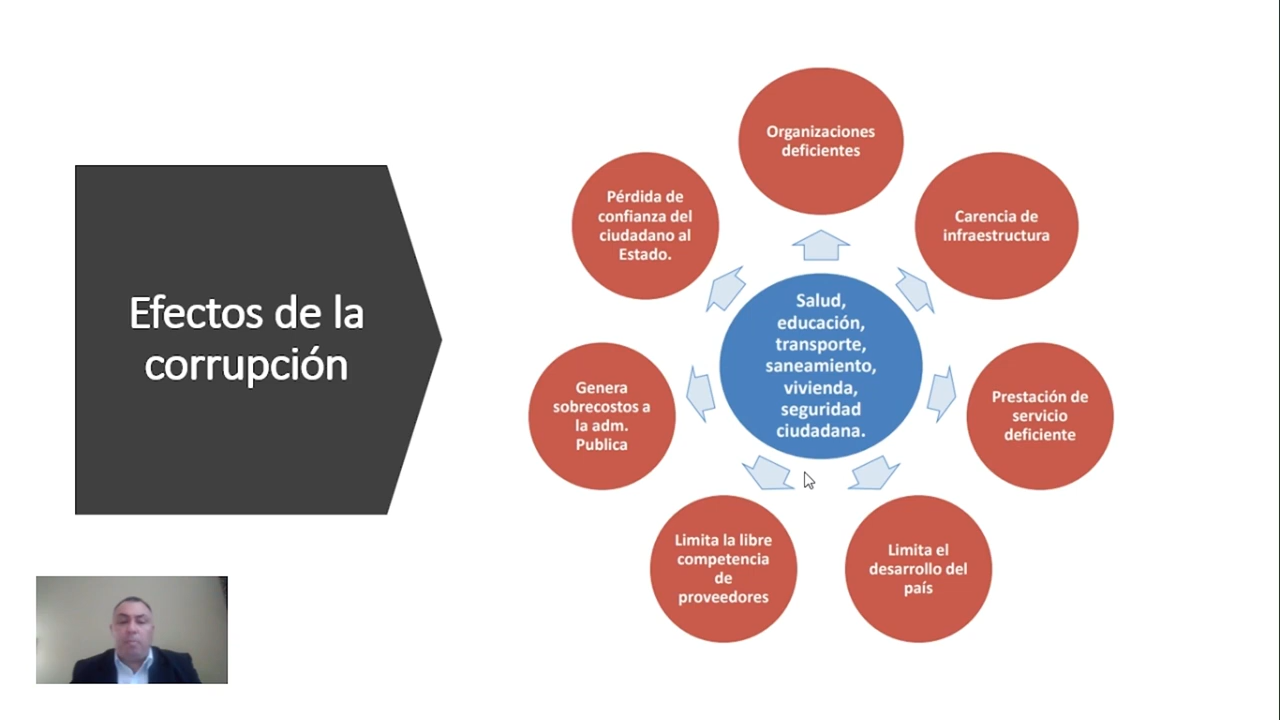 Efectos de la
corrupción
Organizaciones
deficientes
Carencia de
infraestructura
Prestación de
servicio
deficiente
Limita el
desarrollo del
país
Limita la libre
competencia
de
proveedores
Genera
sobrecostos a
la adm.
Publica
Pérdida de
confianza del
ciudadano al
Estado.
Salud,
educación,
transporte,
saneamiento,
vivienda,
seguridad
ciudadana.